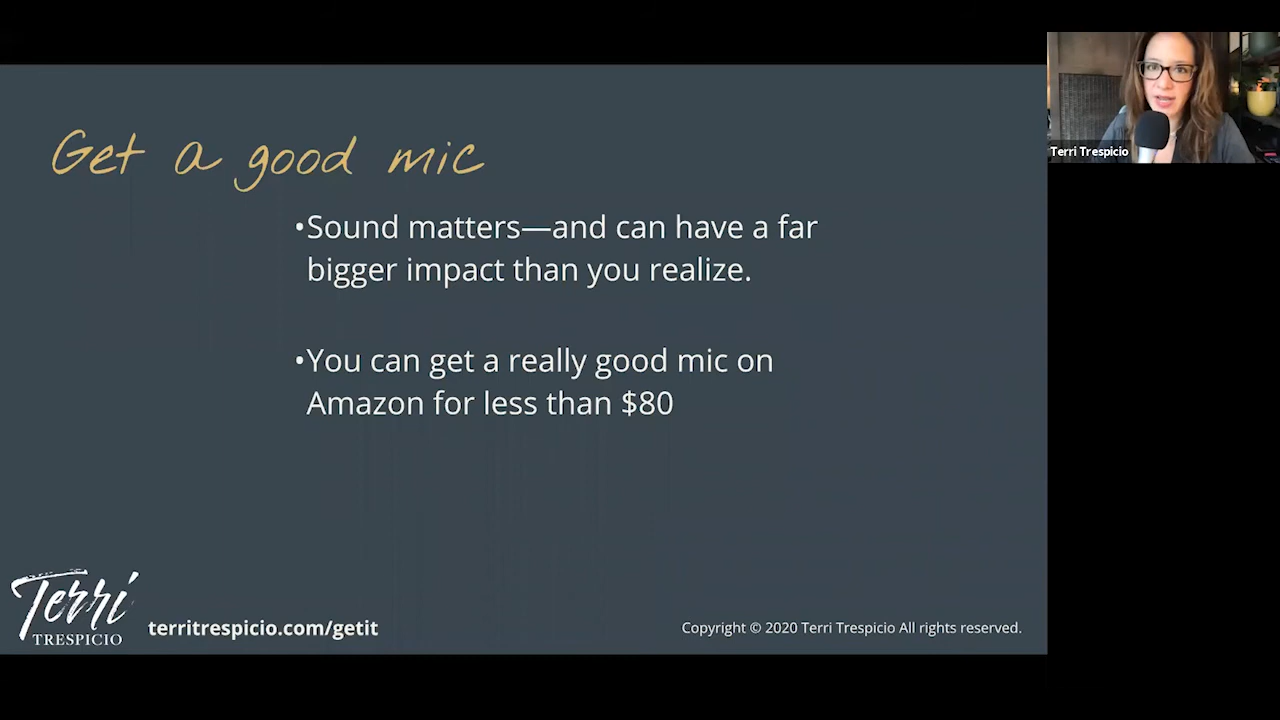 Get a good mic
•Sound matters—and can have a far
bigger impact than you realize.
•You can get a really good mic on
Amazon for less than $80
Terri
TRESPICIO
territrespicio.com/getit
Copyright © 2020 Terri Trespicio All rights reserved.
Terri Trespicio